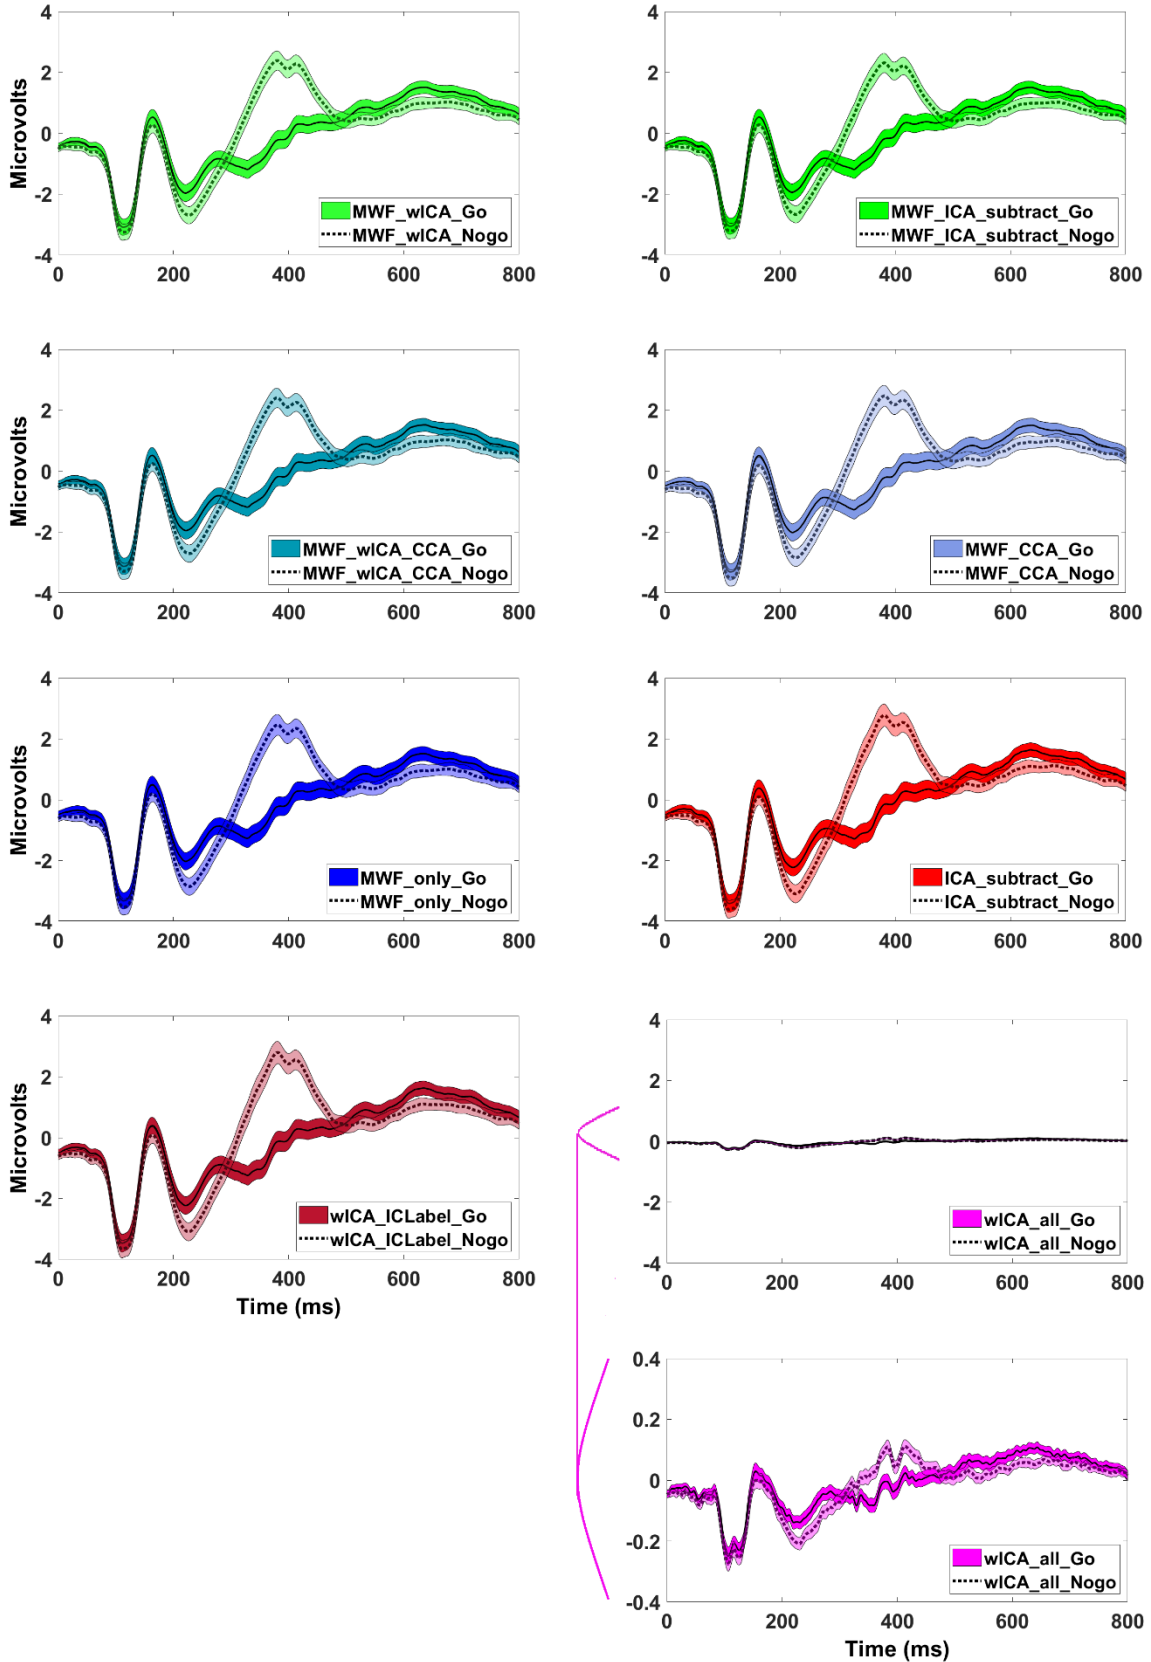 4
2
0
-2
-4
Microvolts
MWF_wICA_Go
MWF_wICA_Nogo
0 200 400 600 800
4
2
0
-2
-4
MWF_ICA_subtract_Go
MWF_ICA_subtract_Nogo
0 200 400 600 800
4
2
0
-2
-4
Microvolts
MWF_wICA_CCA_Go
MWF_wICA_CCA_Nogo
0 200 400 600 800
4
2
0
-2
-4
MWF_CCA_Go
MWF_CCA_Nogo
0 200 400 600 800
4
2
0
-2
-4
Microvolts
MWF_only_Go
MWF_only_Nogo
0 200 400 600 800
4
2
0
-2
-4
ICA_subtract_Go
ICA_subtract_Nogo
0 200 400 600 800
4
2
0
-2
-4
Microvolts
wICA_ICLabel_Go
wICA_ICLabel_Nogo
0 200 400 600 800
Time (ms)
4
2
0
-2
-4
wICA_all_Go
wICA_all_Nogo
0 200 400 600 800
0.4
0.2
0
-0.2
-0.4
wICA_all_Go
wICA_all_Nogo
0 200 400 600 800
Time (ms)